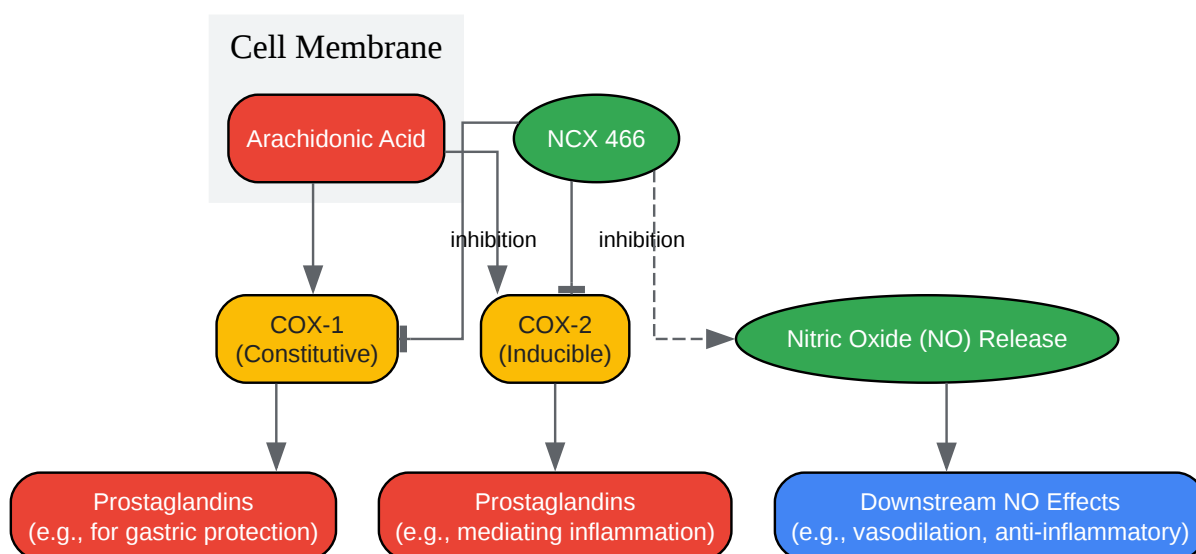 Cell Membrane
Arachidonic Acid
NCX 466
inhibition
inhibition
COX-1
(Constitutive)
COX-2
(Inducible)
Nitric Oxide (NO) Release
Prostaglandins
(e.g., for gastric protection)
Prostaglandins
(e.g., mediating inflammation)
Downstream NO Effects
(e.g., vasodilation, anti-inflammatory)